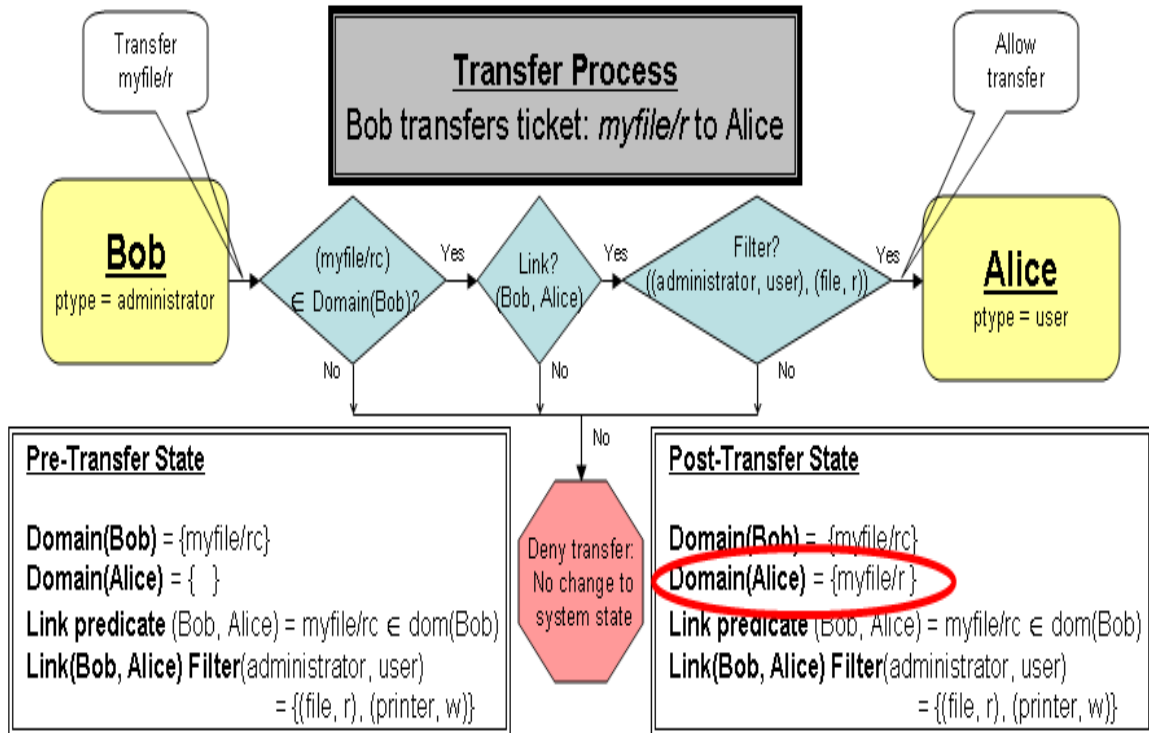 Transfer
myfile/r
Transfer Process
Bob transfers ticket: myfile/r to Alice
Allow
transfer
Bob
ptype = administrator
(myfile/rc)
∈ Domain(Bob)?
Yes
Link?
(Bob, Alice)
Yes
Filter?
((administrator, user), (file, r))
Yes
Alice
ptype = user
No
No
No
No
Pre-Transfer State
Domain(Bob) = {myfile/rc}
Domain(Alice) = {  }
Link predicate (Bob, Alice) = myfile/rc ∈ dom(Bob)
Link(Bob, Alice) Filter(administrator, user)
= {(file, r), (printer, w)}
Deny transfer:
No change to
system state
Post-Transfer State
Domain(Bob) = {myfile/rc}
Domain(Alice) = {myfile/r }
Link predicate (Bob, Alice) = myfile/rc ∈ dom(Bob)
Link(Bob, Alice) Filter(administrator, user)
= {(file, r), (printer, w)}